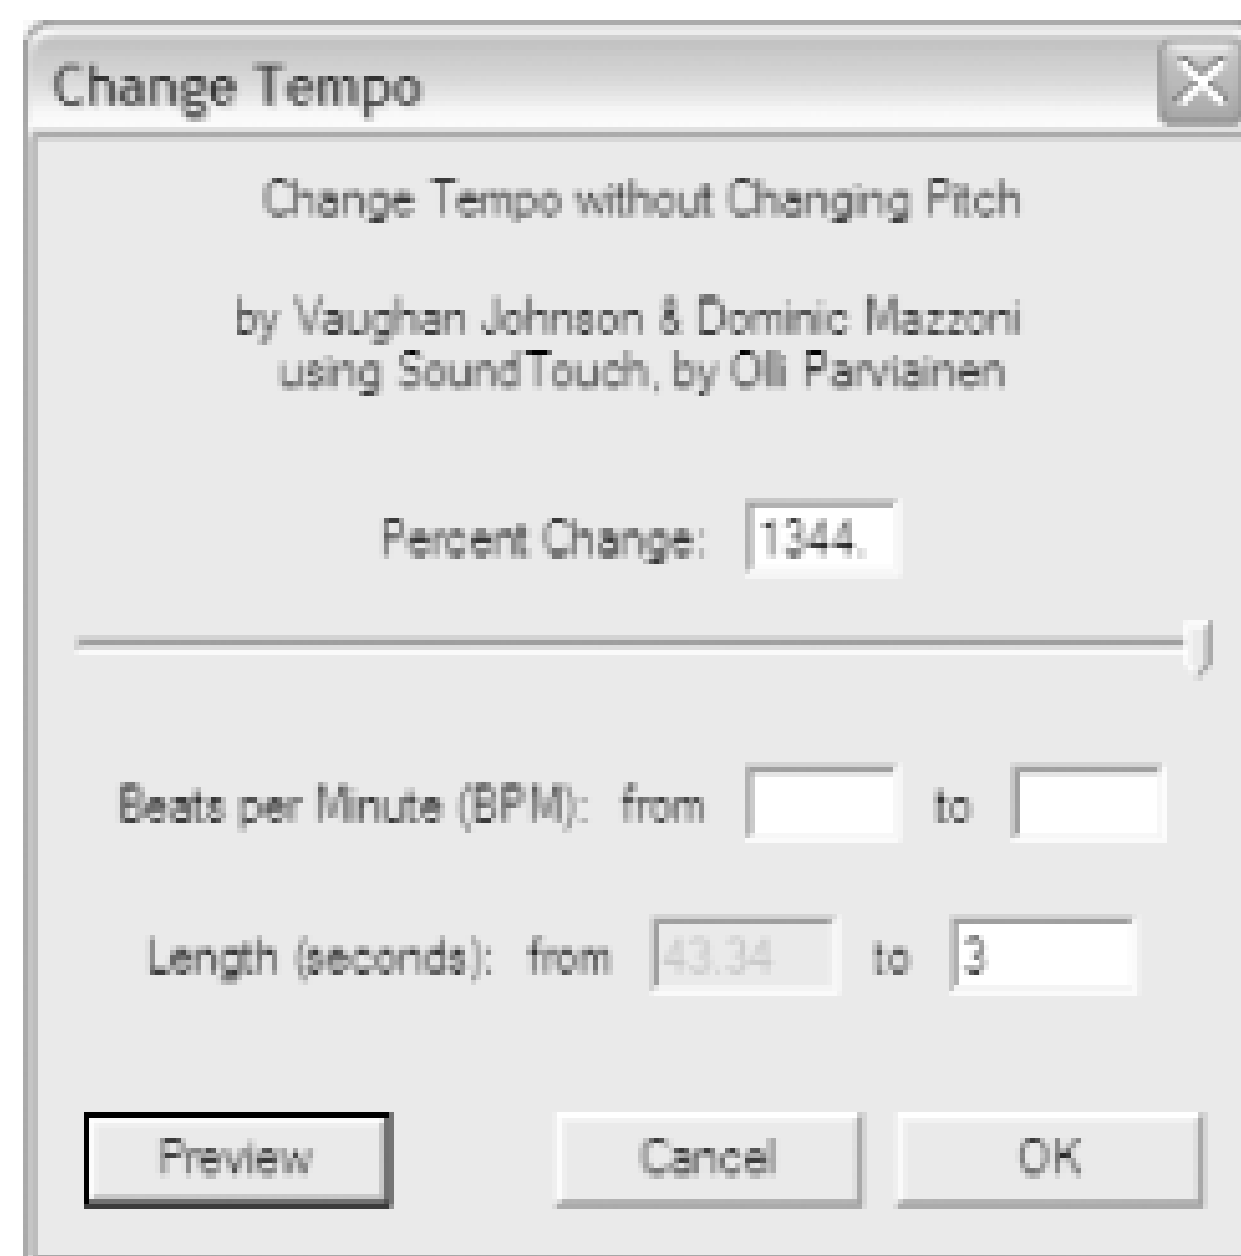 Change Tempo
Change Tempo without Changing Pitch
by Vaughan Johnson & Dominic Mazzoni
using SoundTouch, by Olli Parviainen
Percent Change: 1344.
Beats per Minute (BPM): from to
Length (seconds): from 43.34 to 3
Preview Cancel OK